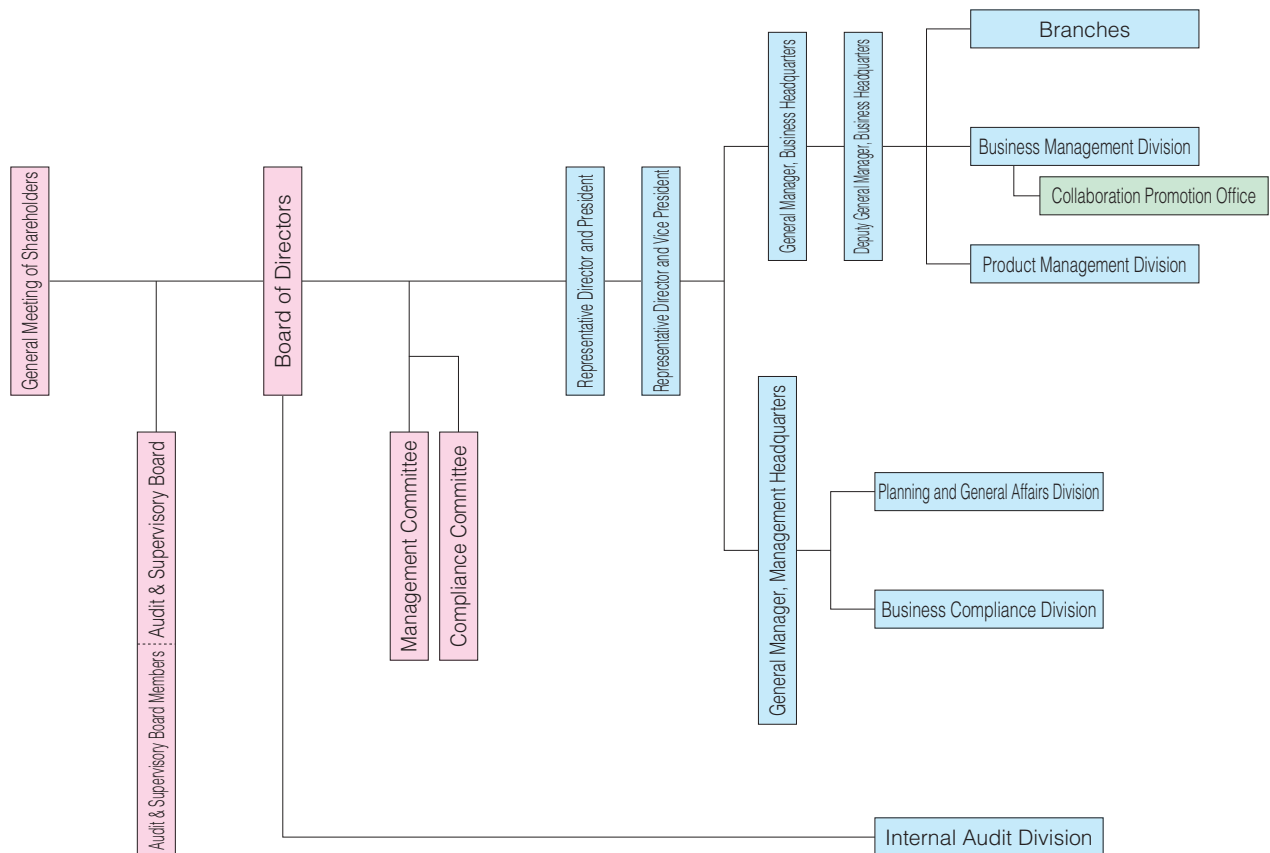 General Meeting of Shareholders
Audit & Supervisory Board
Audit & Supervisory Board Members
Board of Directors
Management Committee
Compliance Committee
Representative Director and President
Representative Director and Vice President
General Manager, Business Headquarters
Deputy General Manager, Business Headquarters
Branches
Business Management Division
Collaboration Promotion Office
Product Management Division
General Manager, Management Headquarters
Planning and General Affairs Division
Business Compliance Division
Internal Audit Division